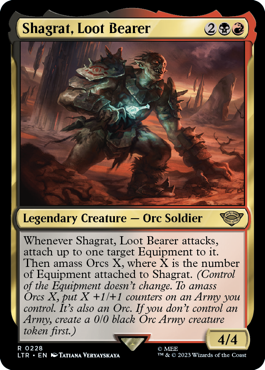 Shagrat, Loot Bearer 2
Legendary Creature — Orc Soldier
Whenever Shagrat, Loot Bearer attacks,
attach up to one target Equipment to it.
Then amass Orcs X, where X is the number
of Equipment attached to Shagrat. (Control
of the Equipment doesn't change. To amass
Orcs X, put X +1/+1 counters on an Army you
control. It's also an Orc. If you don't control an
Army, create a 0/0 black Orc Army creature
token first.)
4/4
R 0228
LTR • EN Tatiana Veryayskaya
© MEE
™ & © 2023 Wizards of the Coast